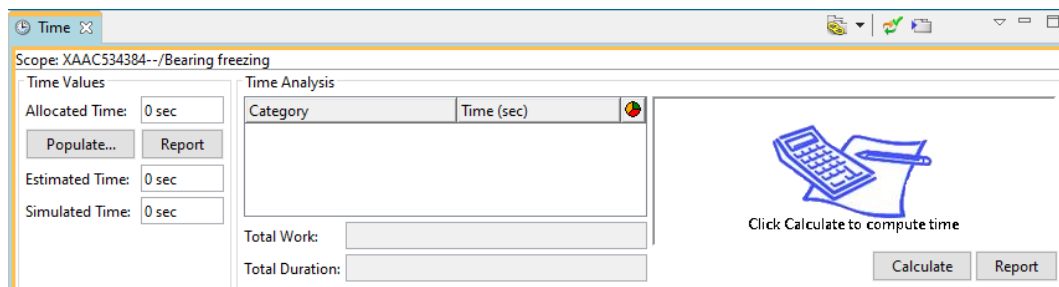 Time
Scope: XAAC534384--/Bearing freezing
Time Values
Allocated Time: 0 sec
Populate... Report
Estimated Time: 0 sec
Simulated Time: 0 sec
Time Analysis
Category Time (sec)
Total Work:
Total Duration:
Click Calculate to compute time
Calculate Report